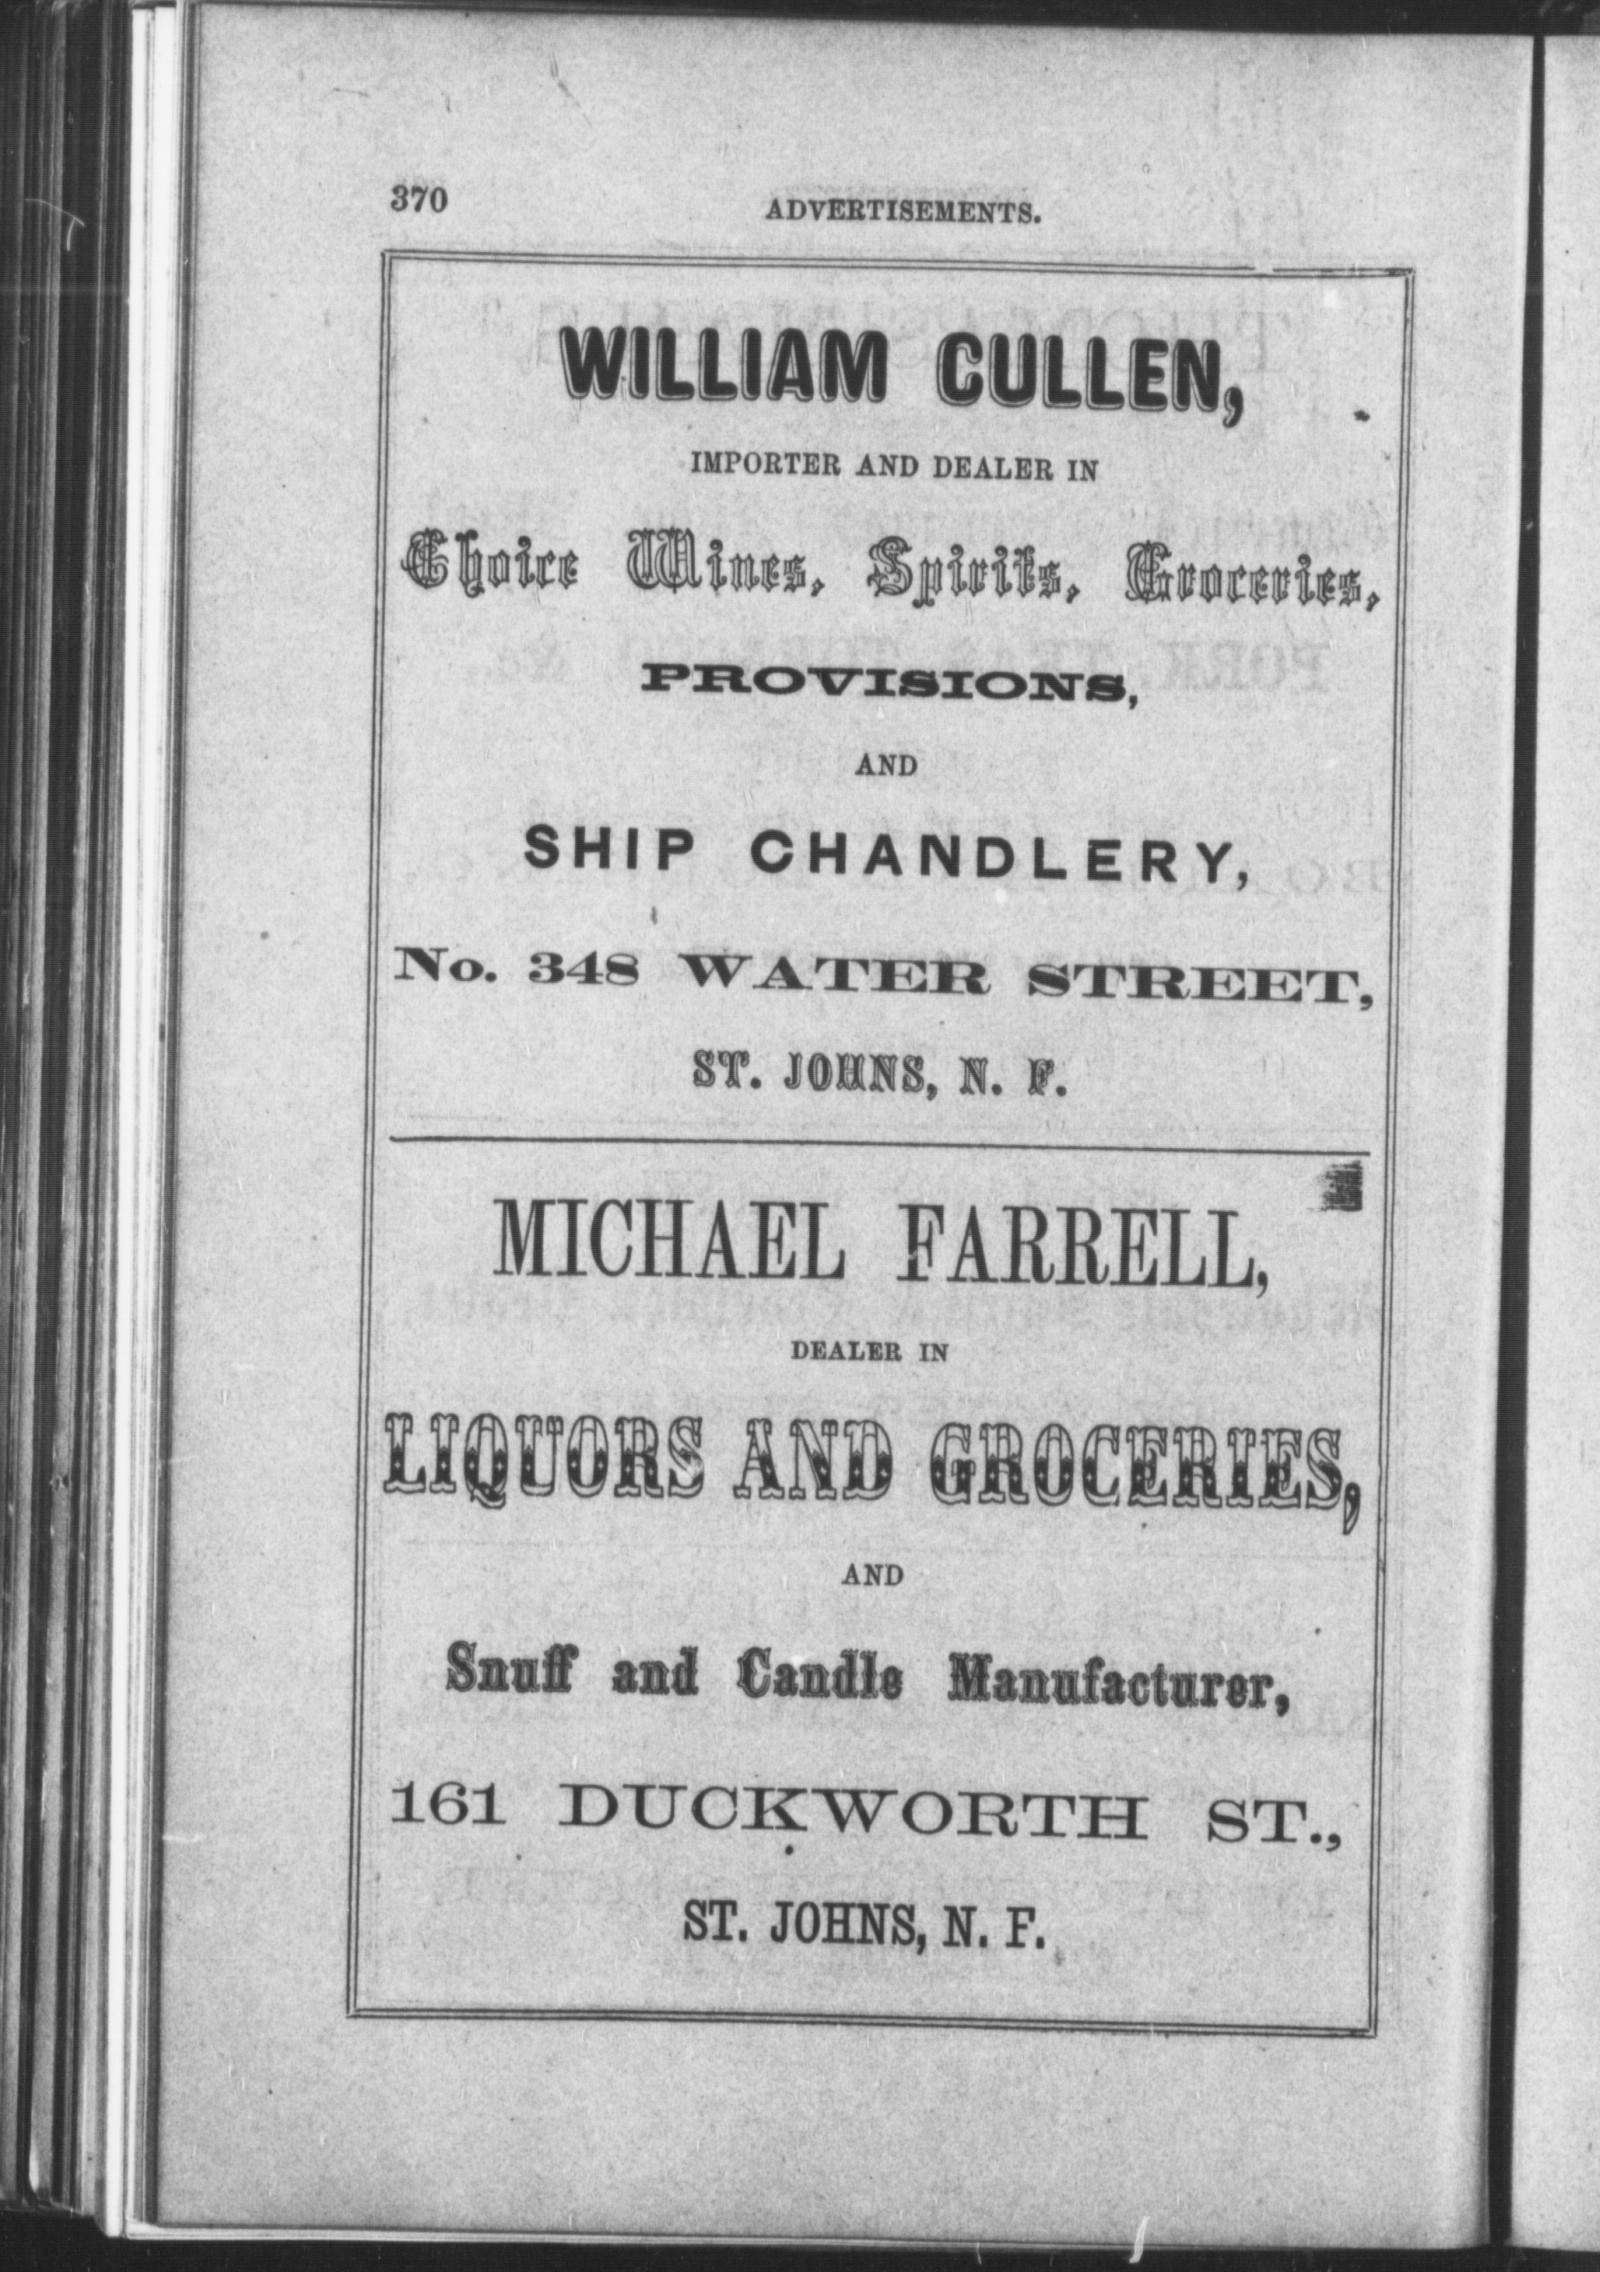 370 ADVERTISEMENTS.
WILLIAM CULLEN,
IMPORTER AND DEALER IN
Choice Wines, Spirits, Groceries,
PROVISIONS,
AND
SHIP CHANDLERY,
No. 348 WATER STREET,
ST. JOHNS, N. F.
MICHAEL FARRELL,
DEALER IN
LIQUORS AND GROCERIES,
AND
Snuff and Candle Manufacturer,
161 DUCKWORTH ST.,
ST. JOHNS, N. F.